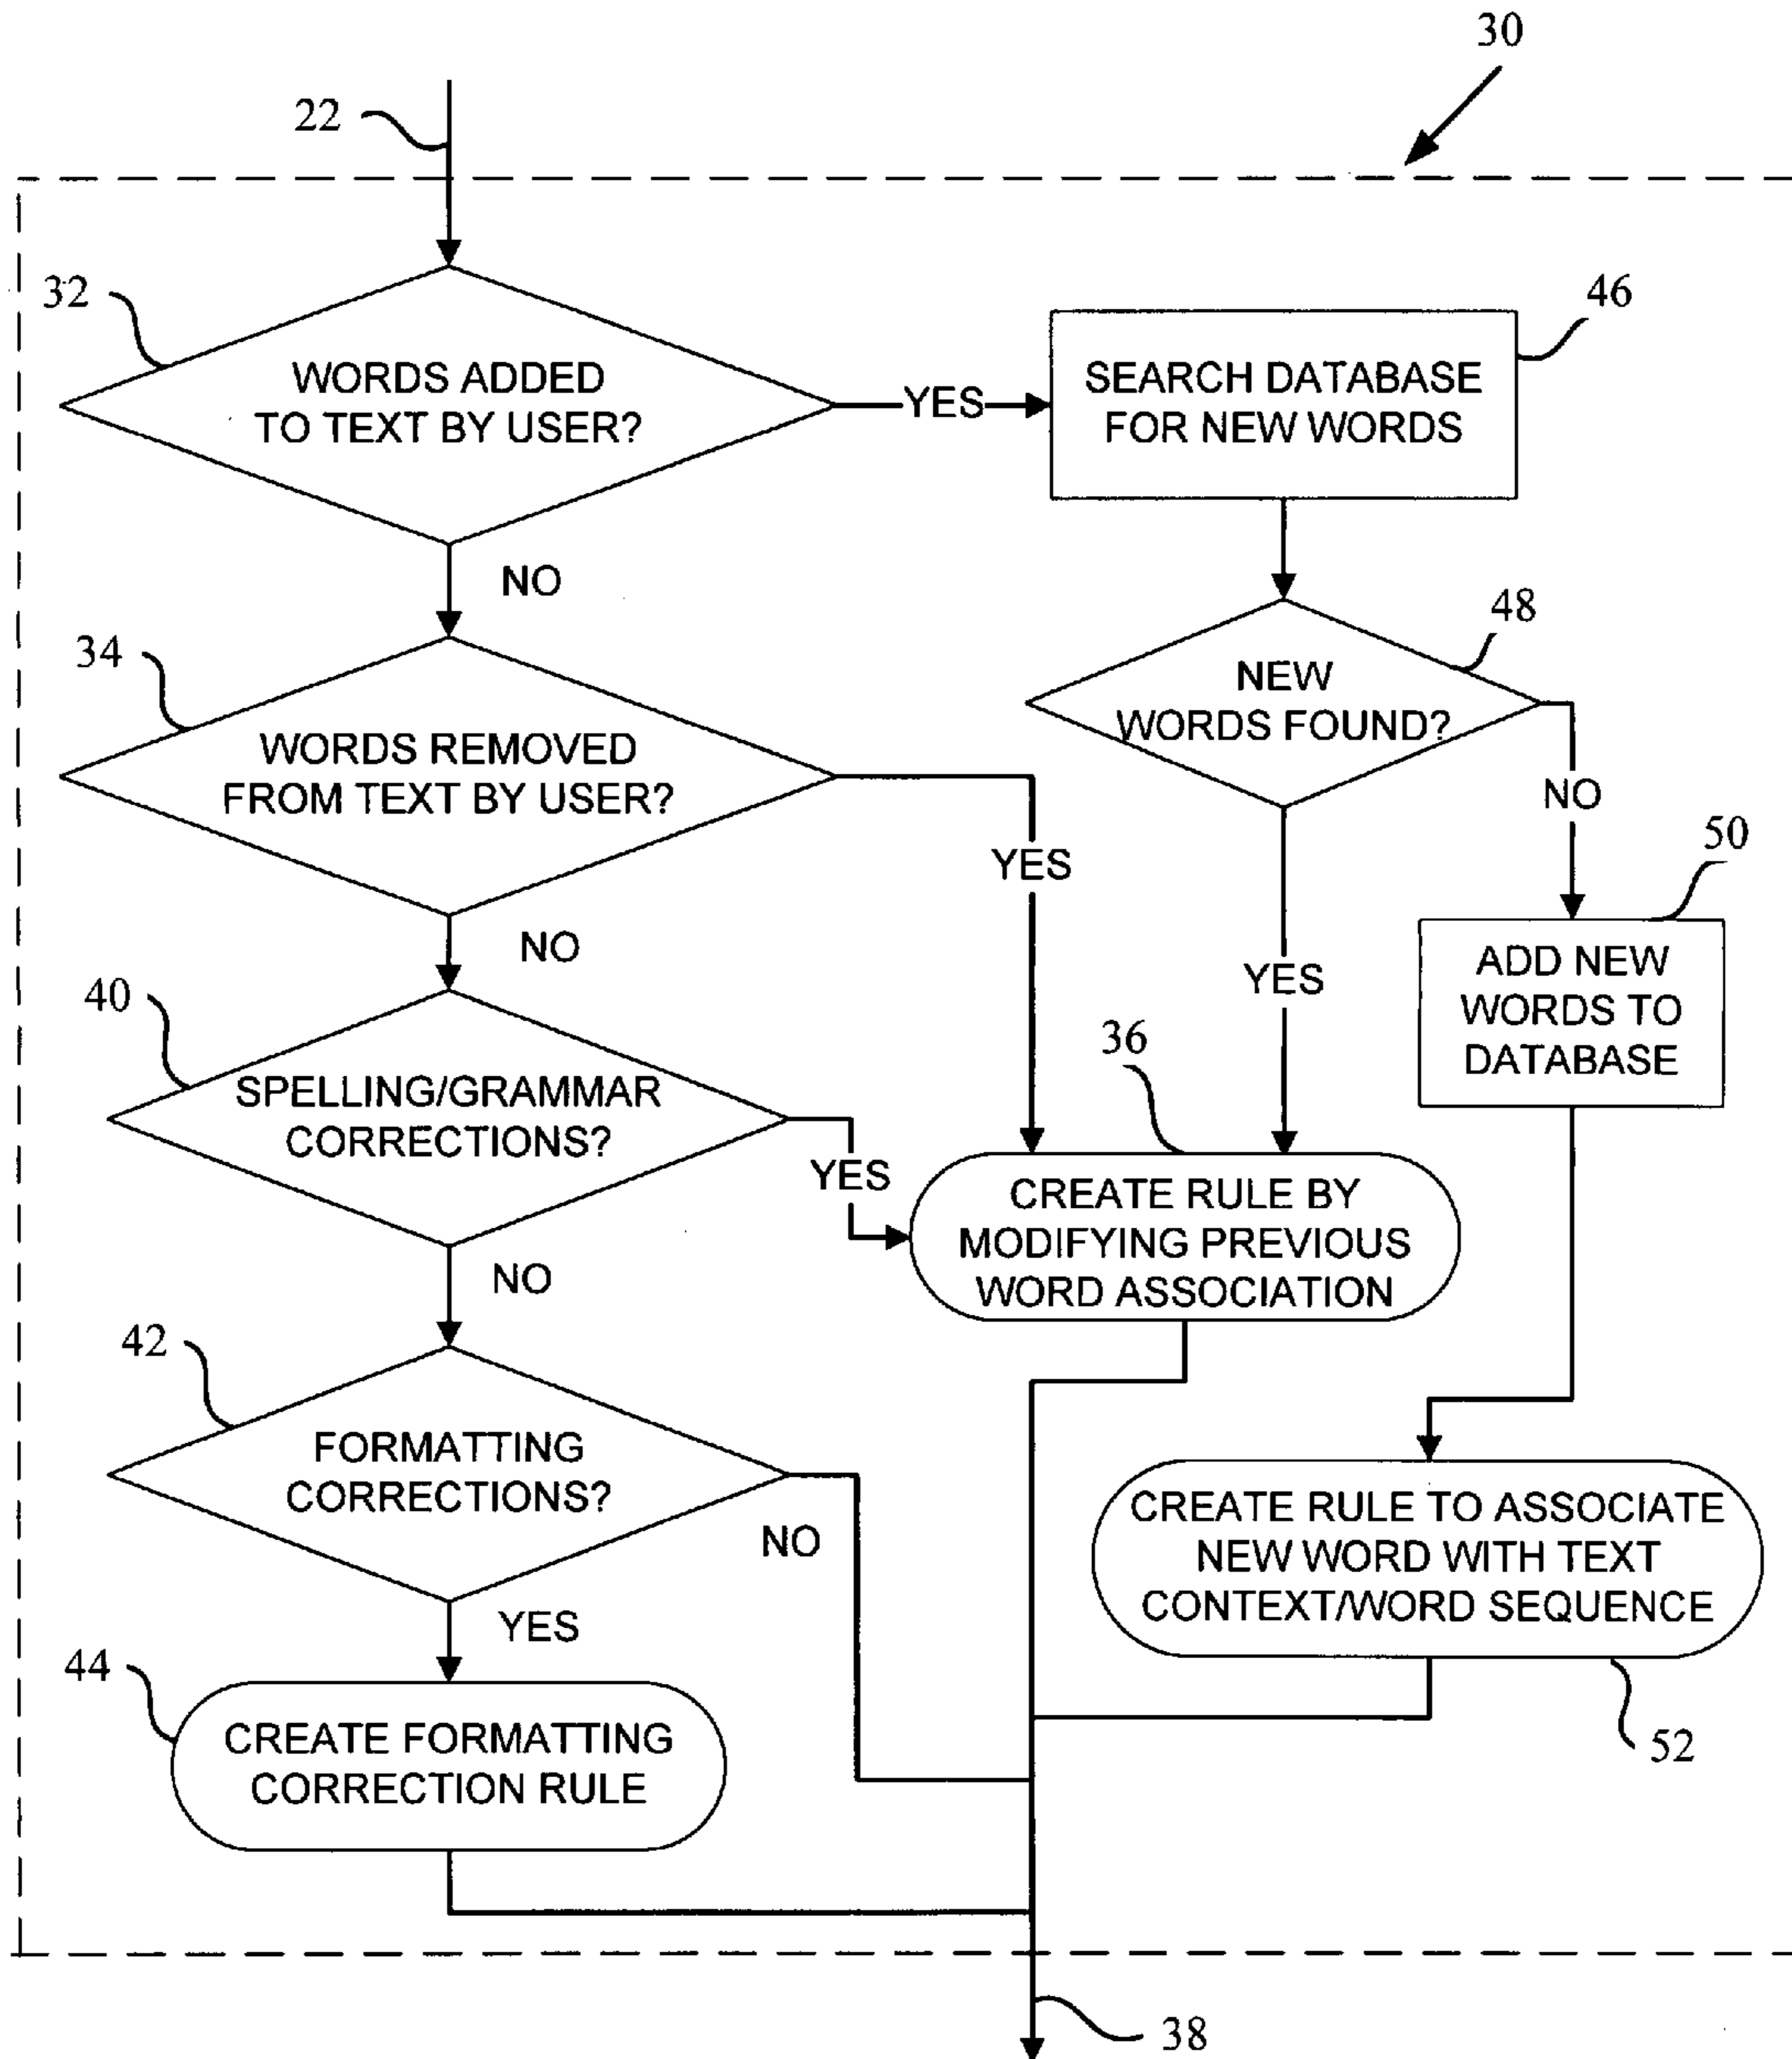 30
22
32
WORDS ADDED
TO TEXT BY USER?
YES
46
SEARCH DATABASE
FOR NEW WORDS
NO
34
WORDS REMOVED
FROM TEXT BY USER?
YES
48
NEW
WORDS FOUND?
NO
YES
50
ADD NEW
WORDS TO
DATABASE
NO
40
SPELLING/GRAMMAR
CORRECTIONS?
YES
36
CREATE RULE BY
MODIFYING PREVIOUS
WORD ASSOCIATION
NO
42
FORMATTING
CORRECTIONS?
NO
YES
CREATE RULE TO ASSOCIATE
NEW WORD WITH TEXT
CONTEXT/WORD SEQUENCE
52
44
CREATE FORMATTING
CORRECTION RULE
38